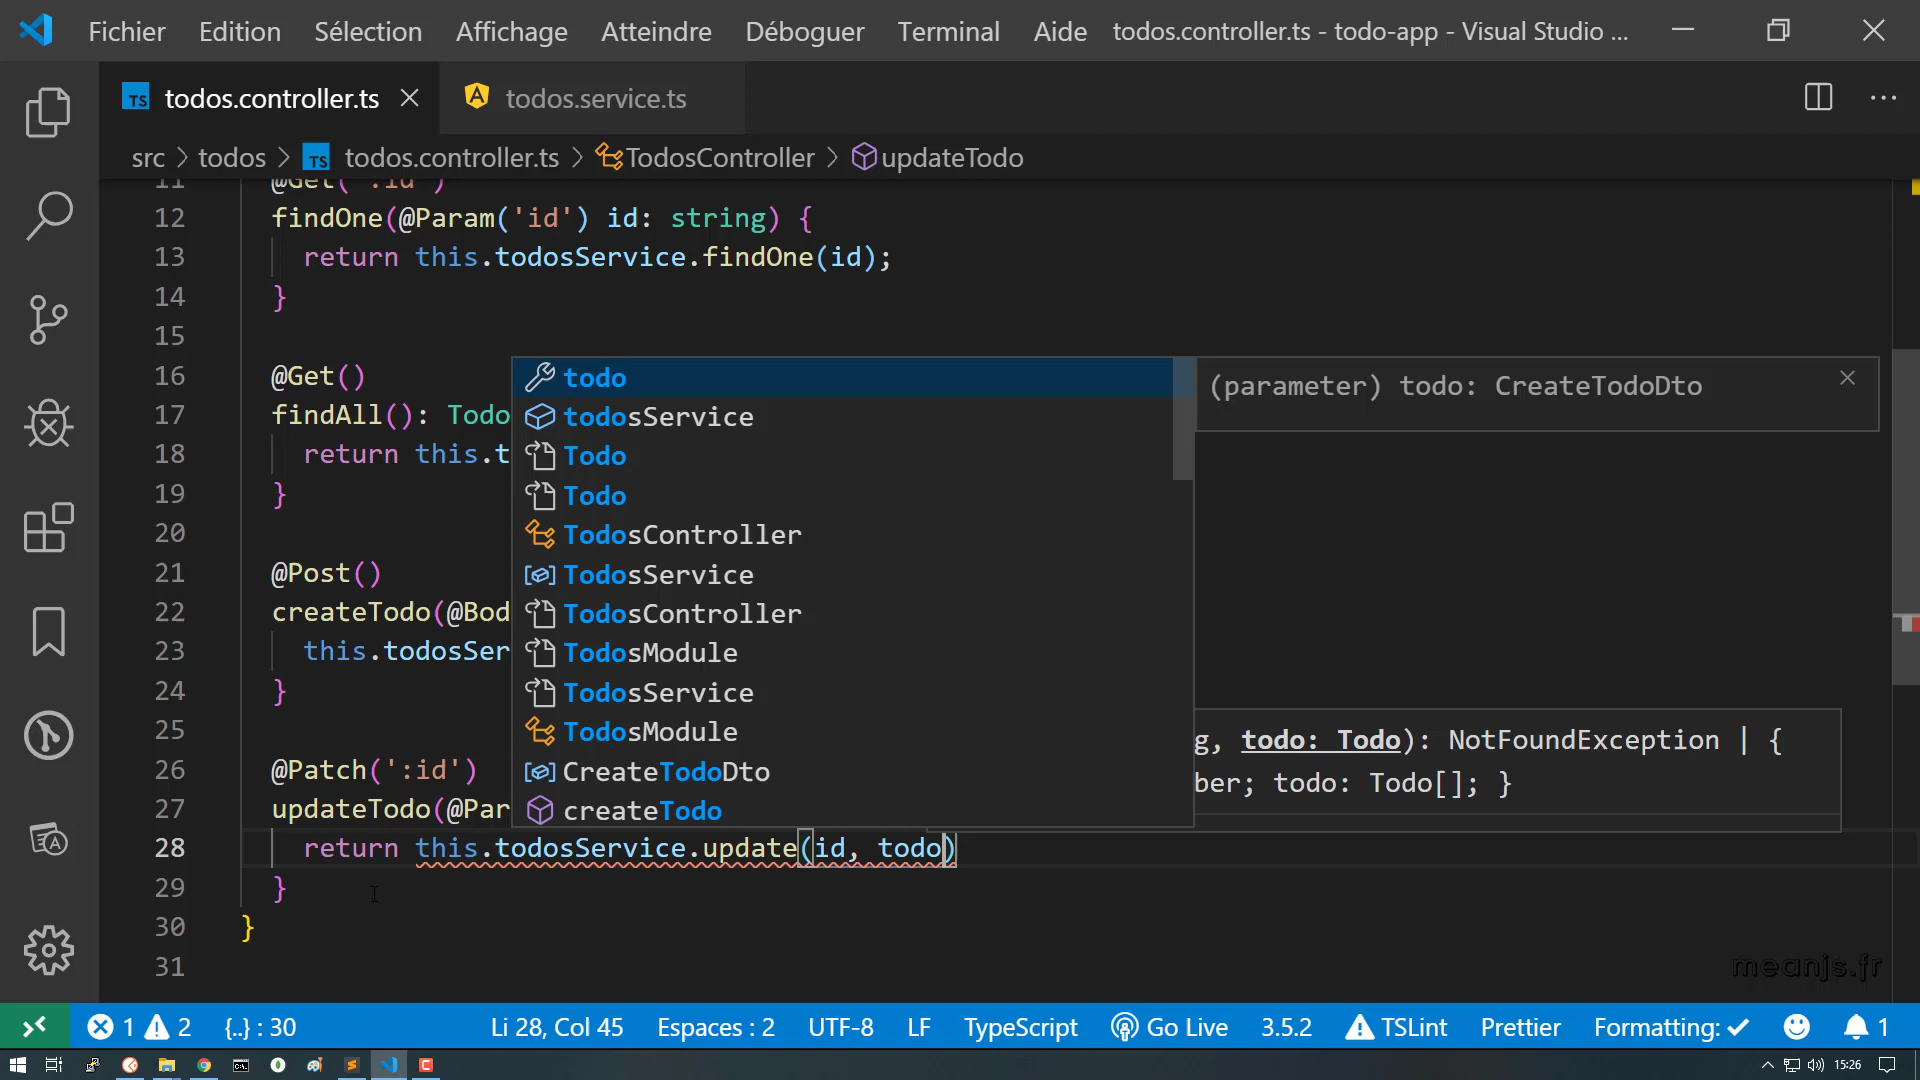 Fichier Edition Sélection Affichage Atteindre Déboguer Terminal Aide todos.controller.ts - todo-app - Visual Studio ...
TS todos.controller.ts todos.service.ts
src > todos > TS todos.controller.ts > TodosController > updateTodo
11 @Get(':id')
12 findOne(@Param('id') id: string) {
13 return this.todosService.findOne(id);
14 }
15
16 @Get()
17 findAll(): Todo
18 return this.t
19 }
20
21 @Post()
22 createTodo(@Bod
23 this.todosSer
24 }
25
26 @Patch(':id')
27 updateTodo(@Par
28 return this.todosService.update(id, todo)
29 }
30 }
31
todo
todosService
Todo
Todo
TodosController
TodosService
TodosController
TodosModule
TodosService
TodosModule
CreateTodoDto
createTodo
(parameter) todo: CreateTodoDto
g, todo: Todo): NotFoundException | {
ber; todo: Todo[]; }
meanjs.fr
1 2 {..} : 30 Li 28, Col 45 Espaces : 2 UTF-8 LF TypeScript Go Live 3.5.2 TSLint Prettier Formatting: 1
15:26